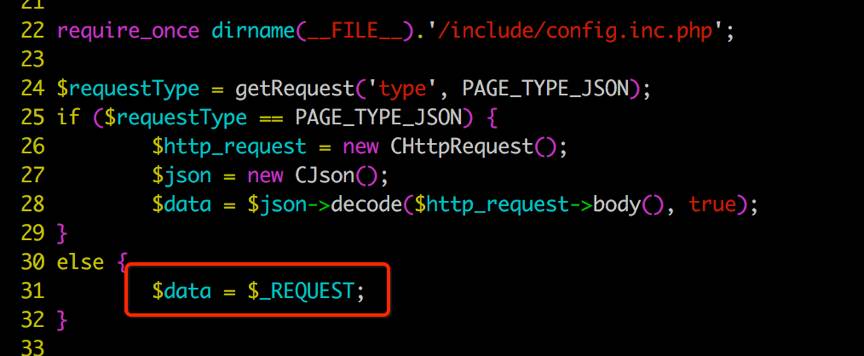 21
22 require_once dirname(__FILE__).'/include/config.inc.php';
23
24 $requestType = getRequest('type', PAGE_TYPE_JSON);
25 if ($requestType == PAGE_TYPE_JSON) {
26         $http_request = new CHttpRequest();
27         $json = new CJson();
28         $data = $json->decode($http_request->body(), true);
29 }
30 else {
31         $data = $_REQUEST;
32 }
33